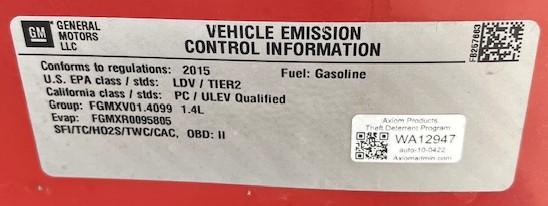 GM
GENERAL
MOTORS
LLC
VEHICLE EMISSION
CONTROL INFORMATION
FB257663
Conforms to regulations: 2015 Fuel: Gasoline
U.S. EPA class / stds: LDV / TIER2
California class / stds: PC / ULEV Qualified
Group: FGMXV01.4099 1.4L
Evap: FGMXR0095805
SFI/TC/HO2S/TWC/CAC, OBD: II
Axiom Products
Theft Deterrent Program
WA12947
auto-10-0422
Axiomadmin.com